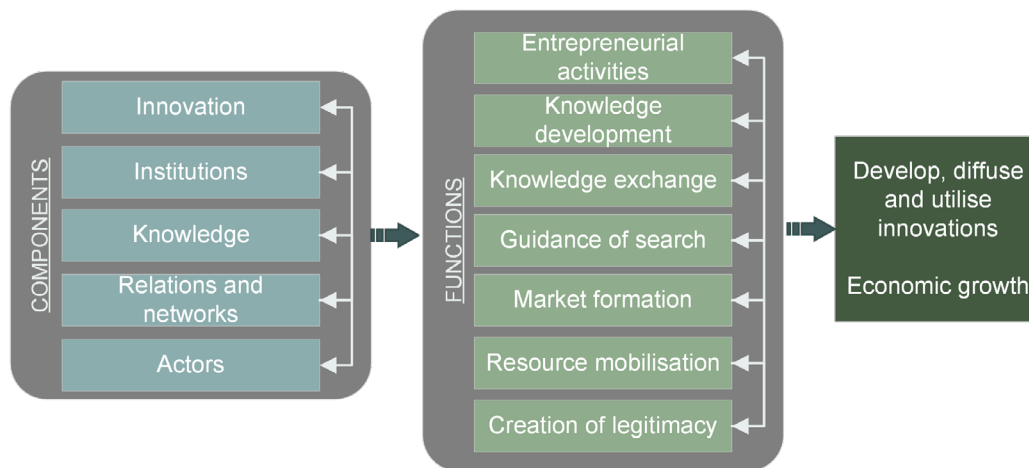 COMPONENTS
Innovation
Institutions
Knowledge
Relations and
networks
Actors
FUNCTIONS
Entrepreneurial
activities
Knowledge
development
Knowledge exchange
Guidance of search
Market formation
Resource mobilisation
Creation of legitimacy
Develop, diffuse
and utilise
innovations
Economic growth